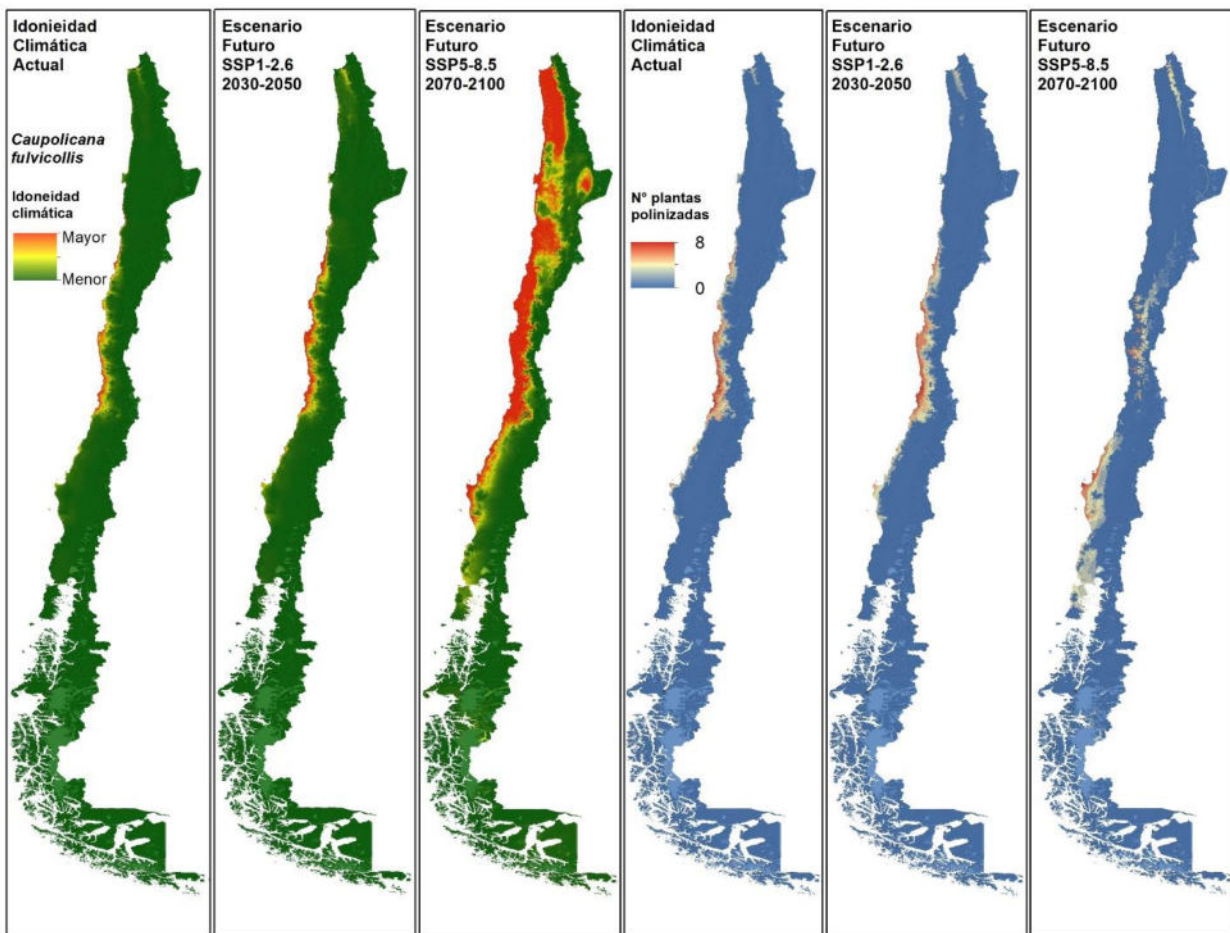 Idonieidad
Climática
Actual
Caupolicana
fulvicollis
Idoneidad
climática
Mayor
Menor
Escenario
Futuro
SSP1-2.6
2030-2050
Escenario
Futuro
SSP5-8.5
2070-2100
Idonieidad
Climática
Actual
N° plantas
polinizadas
8
0
Escenario
Futuro
SSP1-2.6
2030-2050
Escenario
Futuro
SSP5-8.5
2070-2100